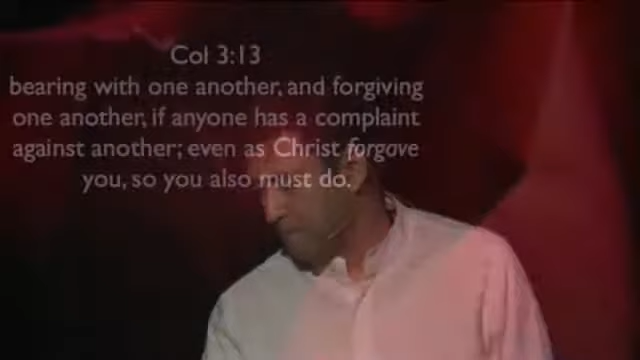 Col 3:13
bearing with one another, and forgiving
one another, if anyone has a complaint
against another; even as Christ forgave
you, so you also must do.